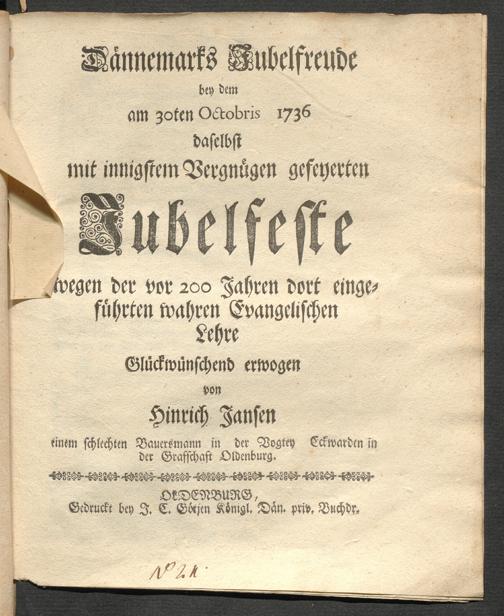 Dännemarks Jubelfreude
bey dem
am 30ten Octobris 1736
daselbst
mit innigstem Vergnügen gefeyerten
Jubelfeste
wegen der vor 200 Jahren dort einge-
führten wahren Evangelischen
Lehre
Glückwünschend erwogen
von
Hinrich Jansen
einem schlechten Bauersmann in der Vogtey Eckwarden in
der Graffschaft Oldenburg.
OLDENBURG,
Gedruckt bey J. C. Götjen Königl. Dän. priv. Buchdr.